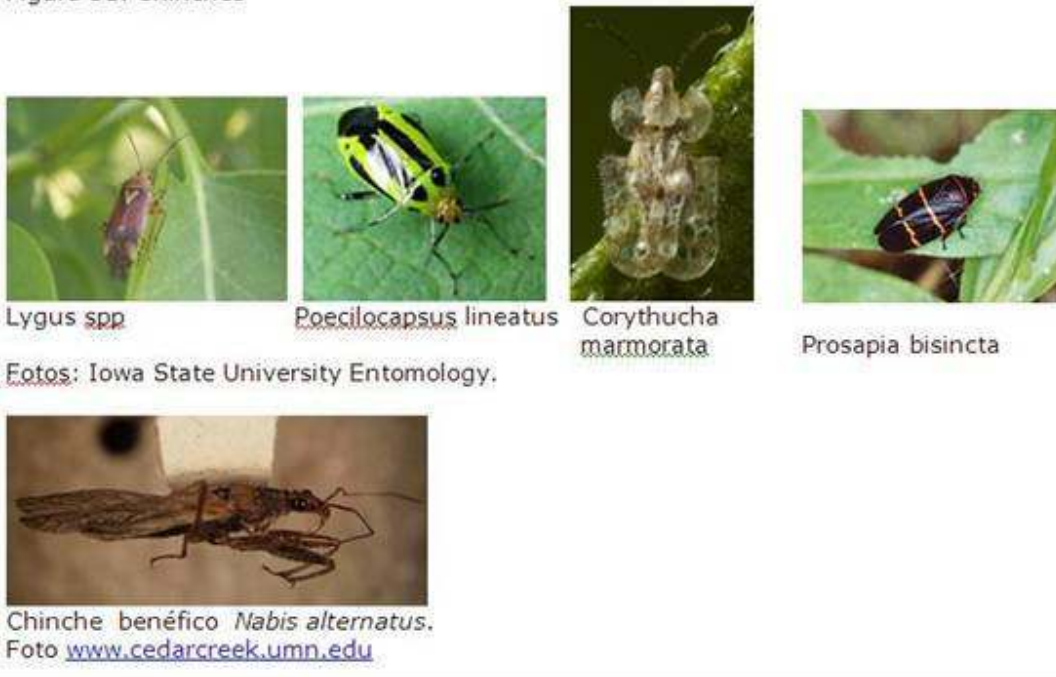 Lygus spp
Poecilocapsus lineatus
Corythucha
marmorata
Prosapia bisincta
Fotos: Iowa State University Entomology.
Chinche benéfico Nabis alternatus.
Foto www.cedarcreek.umn.edu